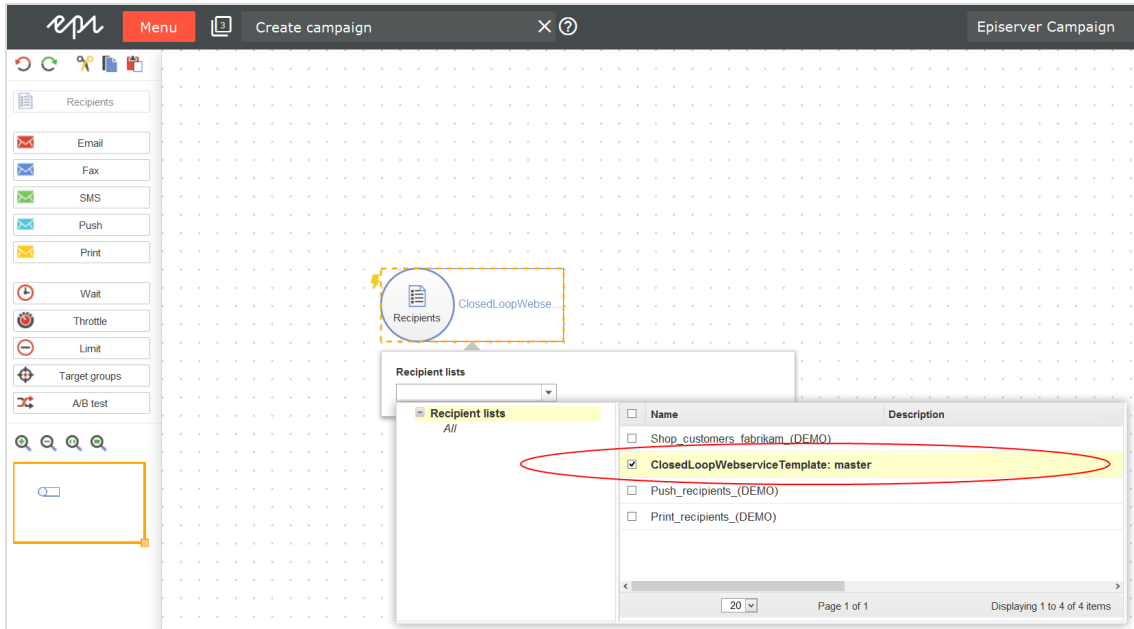 epi
Menu
3
Create campaign
?
Episerver Campaign
Recipients
Email
Fax
SMS
Push
Print
Wait
Throttle
Limit
Target groups
A/B test
Recipients
ClosedLoopWebse...
Recipient lists
Recipient lists
All
Name Description
Shop_customers_fabrikam_(DEMO)
ClosedLoopWebserviceTemplate: master
Push_recipients_(DEMO)
Print_recipients_(DEMO)
20 Page 1 of 1 Displaying 1 to 4 of 4 items